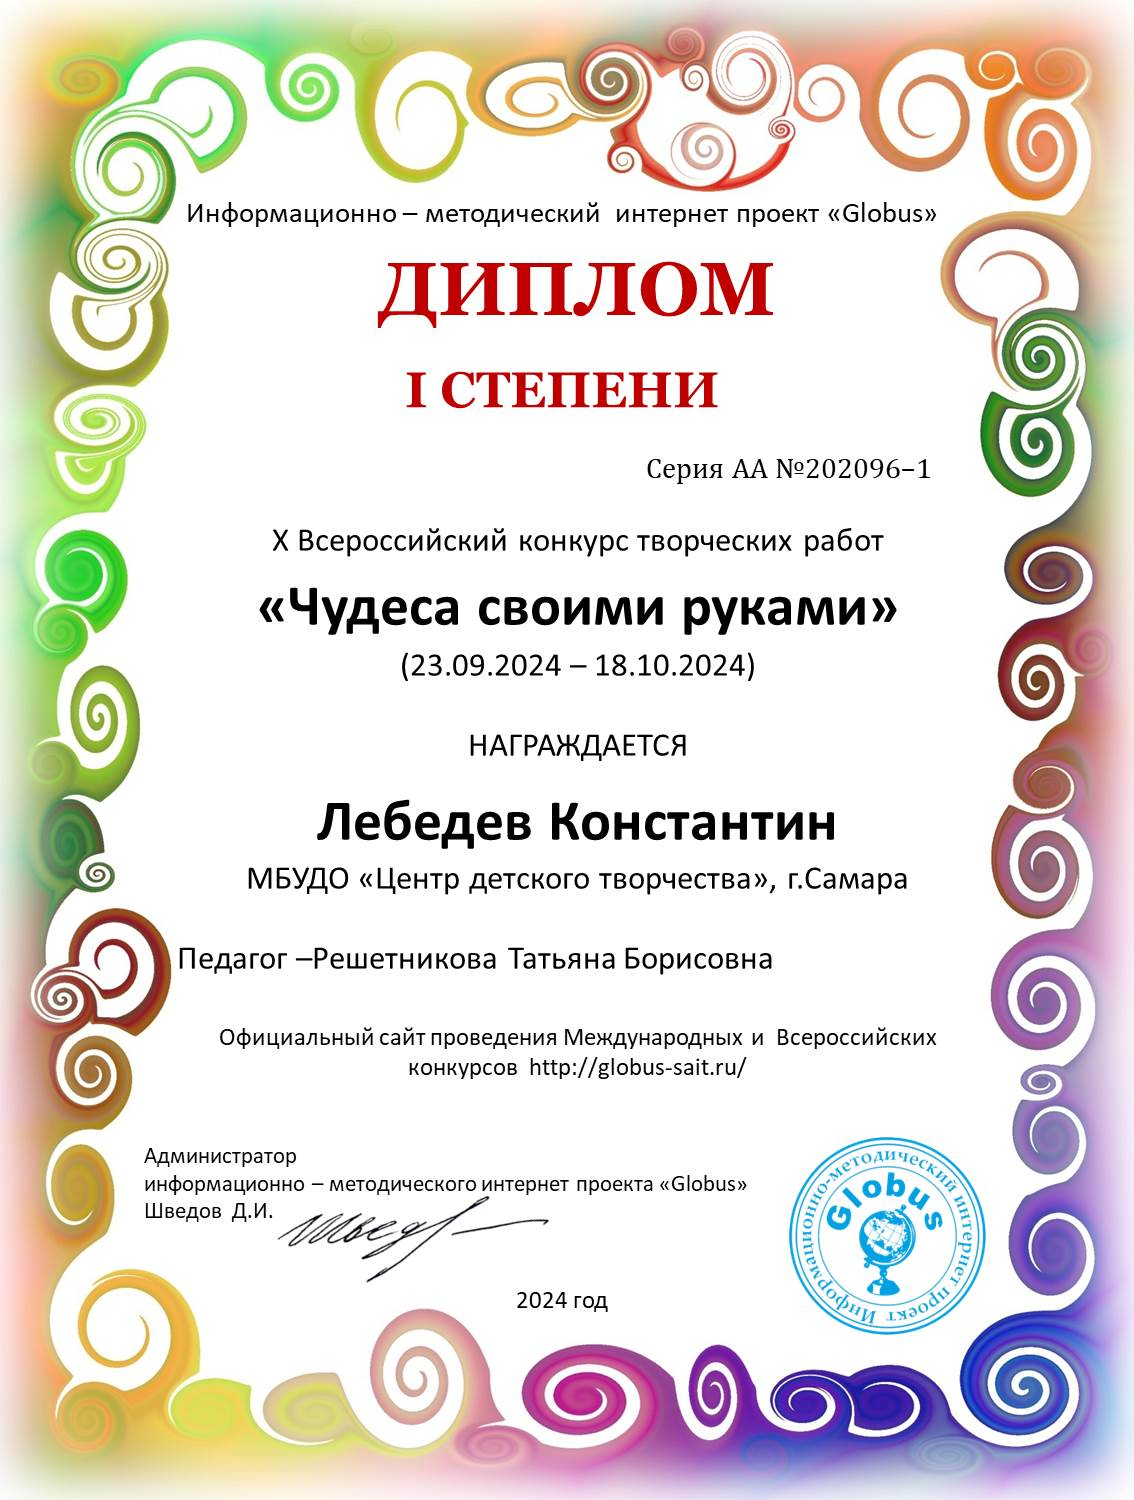 Информационно – методический интернет проект «Globus»
ДИПЛОМ
I СТЕПЕНИ
Серия АА №202096–1
X Всероссийский конкурс творческих работ
«Чудеса своими руками»
(23.09.2024 – 18.10.2024)
НАГРАЖДАЕТСЯ
Лебедев Константин
МБУДО «Центр детского творчества», г.Самара
Педагог –Решетникова Татьяна Борисовна
Официальный сайт проведения Международных и Всероссийских
конкурсов http://globus-sait.ru/
Администратор
информационно – методического интернет проекта «Globus»
Шведов Д.И.
Шведов
Информационно-методический интернет проект
Globus
2024 год